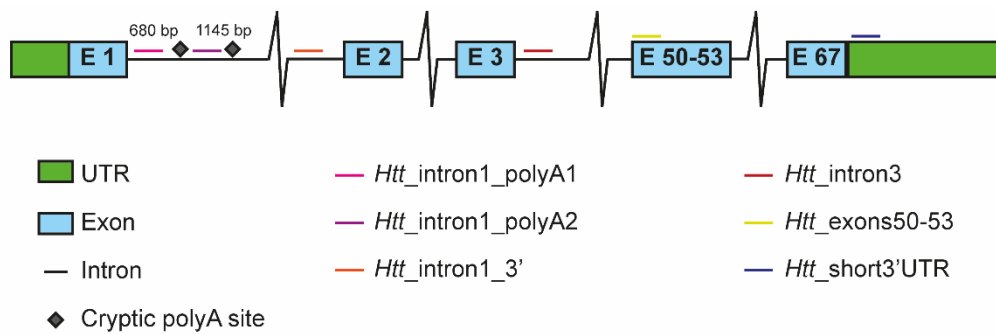 680 bp 1145 bp
E 1 E 2 E 3 E 50-53 E 67
UTR Htt_intron1_polyA1 Htt_intron3
Exon Htt_intron1_polyA2 Htt_exons50-53
Intron Htt_intron1_3’ Htt_short3’UTR
Cryptic polyA site